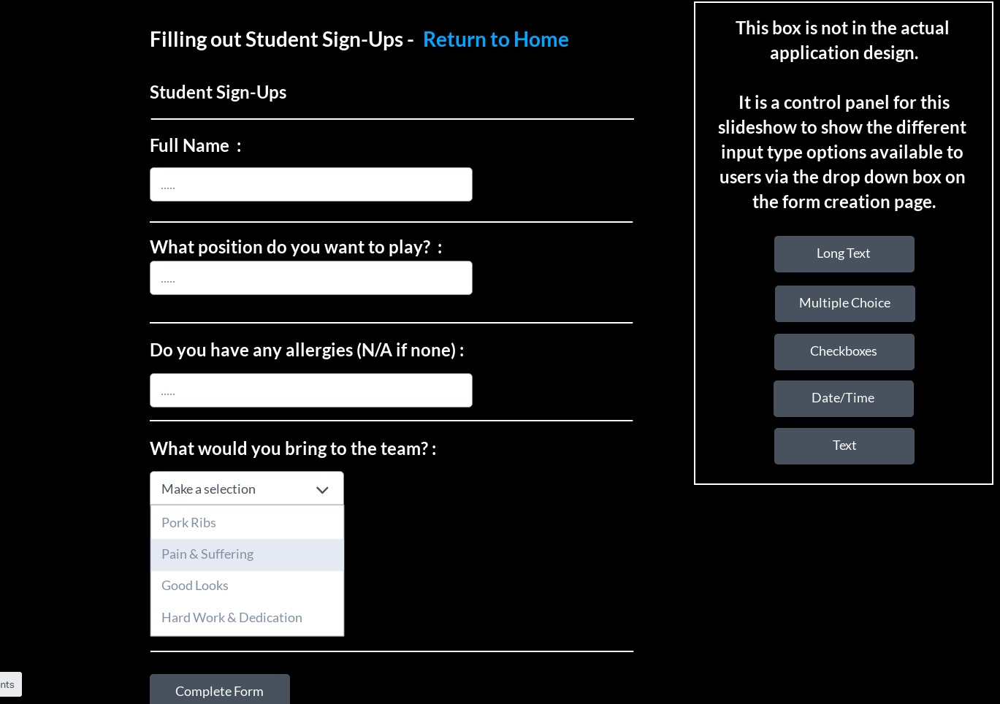 Filling out Student Sign-Ups - Return to Home
Student Sign-Ups
Full Name :
.....
What position do you want to play? :
.....
Do you have any allergies (N/A if none) :
.....
What would you bring to the team? :
Make a selection
Pork Ribs
Pain & Suffering
Good Looks
Hard Work & Dedication
Complete Form
nts
This box is not in the actual
application design.
It is a control panel for this
slideshow to show the different
input type options available to
users via the drop down box on
the form creation page.
Long Text
Multiple Choice
Checkboxes
Date/Time
Text